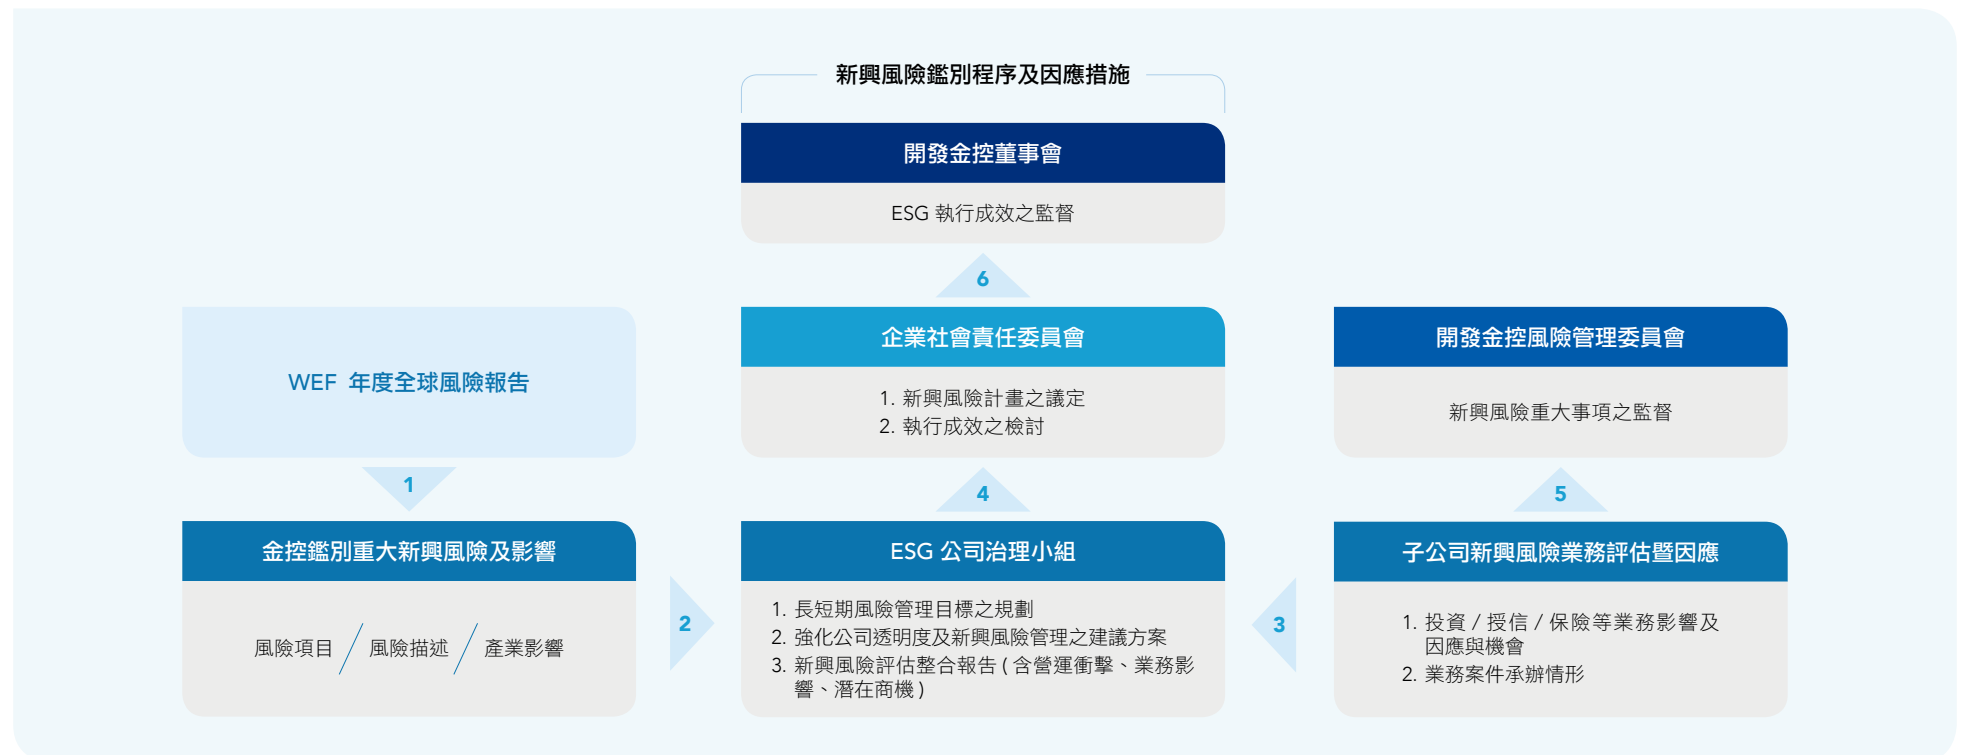 新興風險鑑別程序及因應措施
開發金控董事會
ESG 執行成效之監督
6
WEF 年度全球風險報告
企業社會責任委員會
1. 新興風險計畫之議定
2. 執行成效之檢討
開發金控風險管理委員會
新興風險重大事項之監督
1
4
5
金控鑑別重大新興風險及影響
風險項目 / 風險描述 / 產業影響
2
ESG 公司治理小組
1. 長短期風險管理目標之規劃
2. 強化公司透明度及新興風險管理之建議方案
3. 新興風險評估整合報告 ( 含營運衝擊、業務影
響、潛在商機 )
3
子公司新興風險業務評估暨因應
1. 投資 / 授信 / 保險等業務影響及
因應與機會
2. 業務案件承辦情形